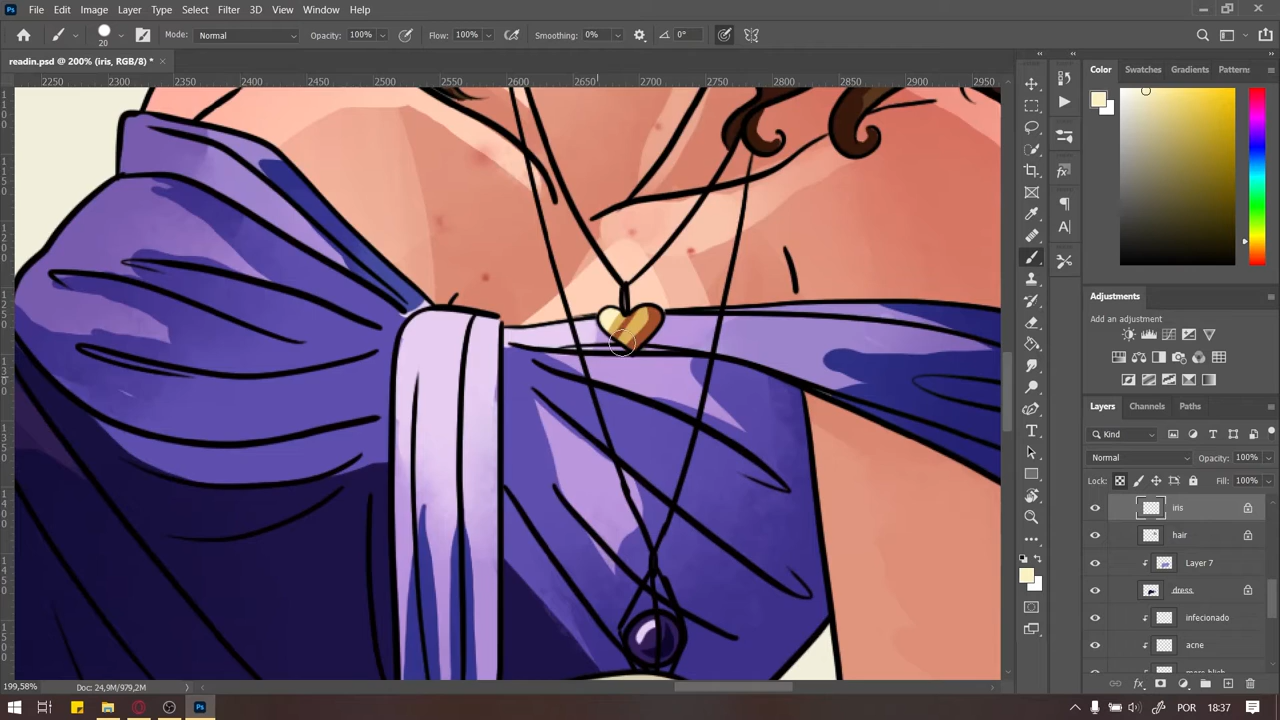 File Edit Image Layer Type Select Filter 3D View Window Help
20 Mode: Normal Opacity: 100% Flow: 100% Smoothing: 0% 0°
readin.psd @ 200% (iris, RGB/8) *
2250 2300 2350 2400 2450 2500 2550 2600 2650 2700 2750 2800 2850 2900 2950
Color Swatches Gradients Patterns
Adjustments
Add an adjustment
Layers Channels Paths
Kind
Normal Opacity: 100%
Lock: Fill: 100%
iris
hair
Layer 7
dress
infecionado
acne
199,58% Doc: 24,9M/979,2M
POR 18:37